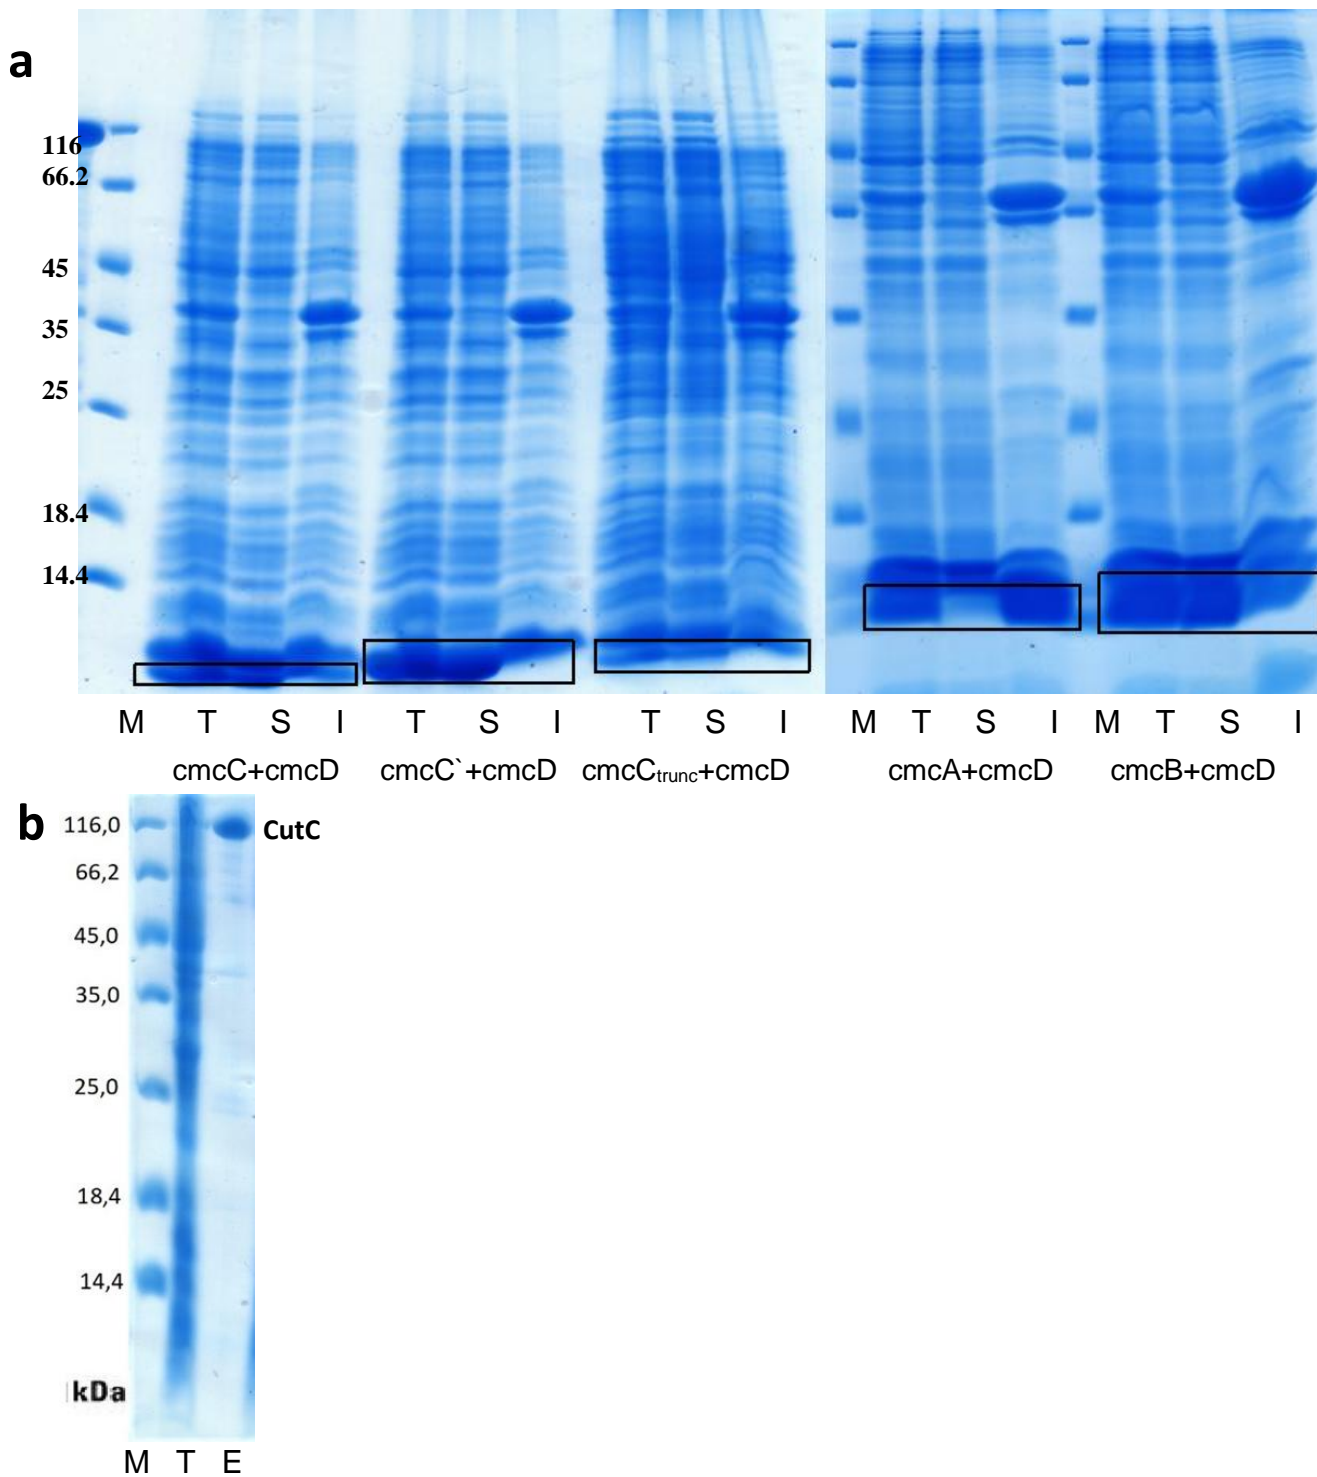 a
116
66.2
45
35
25
18.4
14.4
M T S I T S I T S I M T S I M T S I
cmcC+cmcD cmcC`+cmcD cmcCtrunc+cmcD cmcA+cmcD cmcB+cmcD
b
116,0 CutC
66,2
45,0
35,0
25,0
18,4
14,4
kDa
M T E